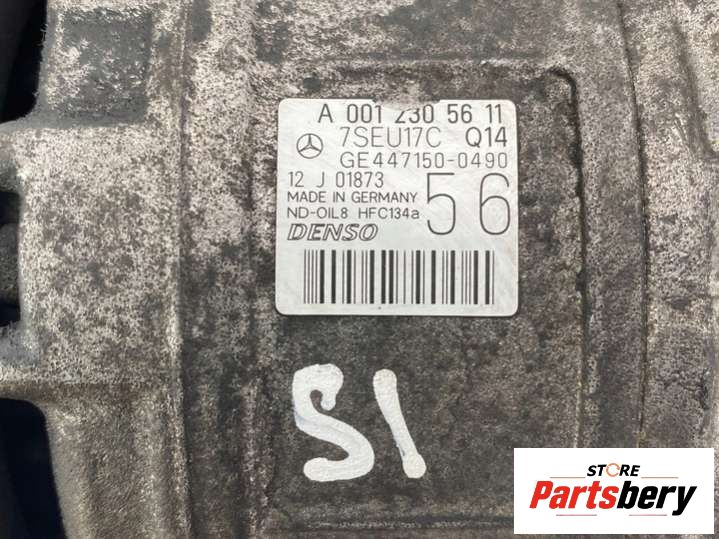 A 001 230 56 11
7SEU17C Q14
GE447150-0490
12 J 01873
MADE IN GERMANY
ND-OIL8 HFC134a
56
DENSO
SI
STORE
Partsbery